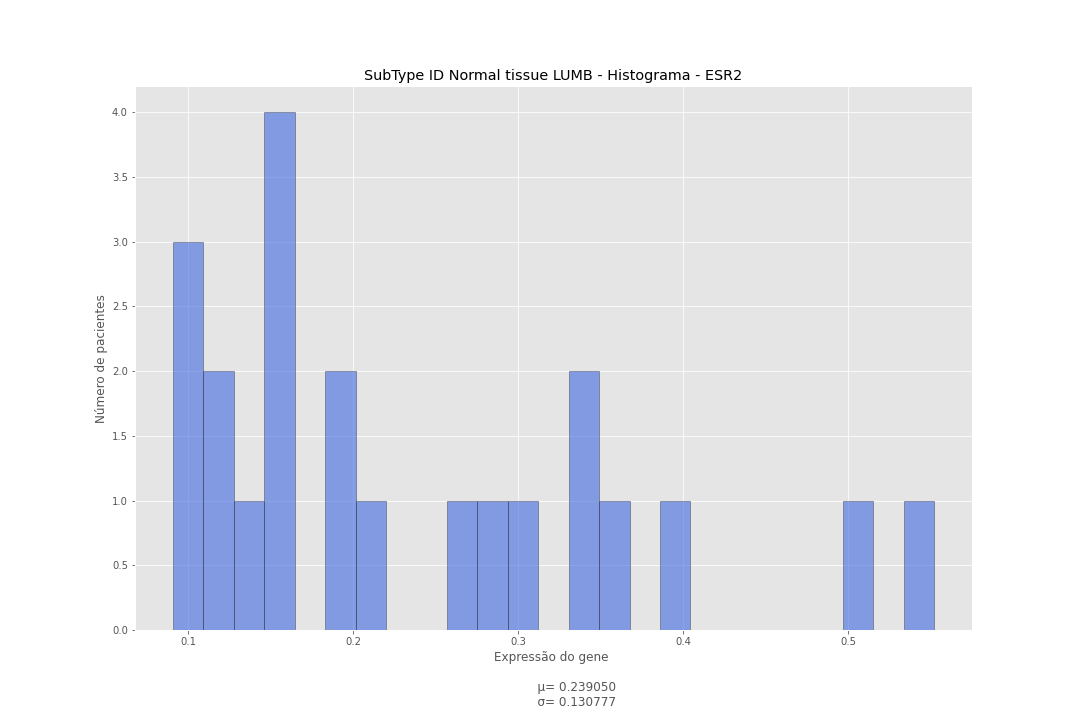 SubType ID Normal tissue LUMB - Histograma - ESR2
4.0
3.5
3.0
2.5
2.0
1.5
1.0
0.5
0.0
Número de pacientes
0.1 0.2 0.3 0.4 0.5
Expressão do gene
μ= 0.239050
σ= 0.130777